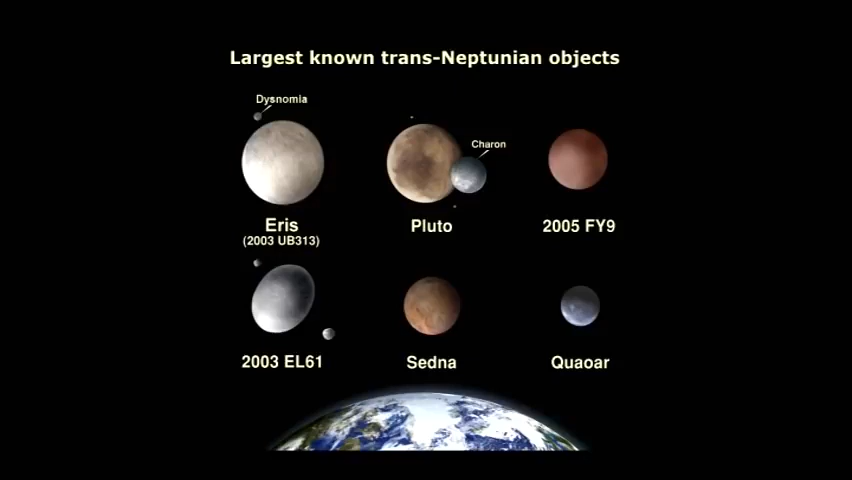 Largest known trans-Neptunian objects
Dysnomia
Charon
Eris
(2003 UB313)
Pluto
2005 FY9
2003 EL61
Sedna
Quaoar